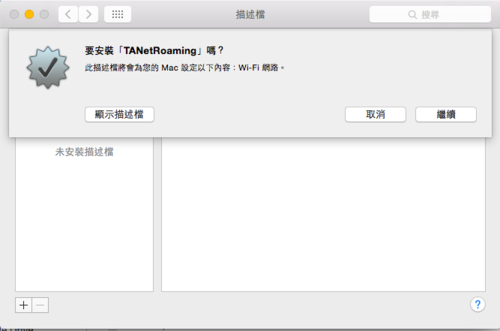 描述檔
搜尋
要安裝「TANetRoaming」嗎？
此描述檔將會為您的 Mac 設定以下內容：Wi-Fi 網路。
顯示描述檔
取消
繼續
未安裝描述檔
+
−
?